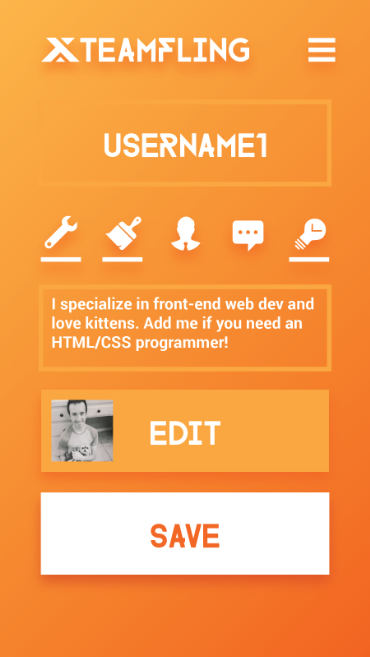 XTEAMFLING
USERNAME1
I specialize in front-end web dev and
love kittens. Add me if you need an
HTML/CSS programmer!
EDIT
SAVE